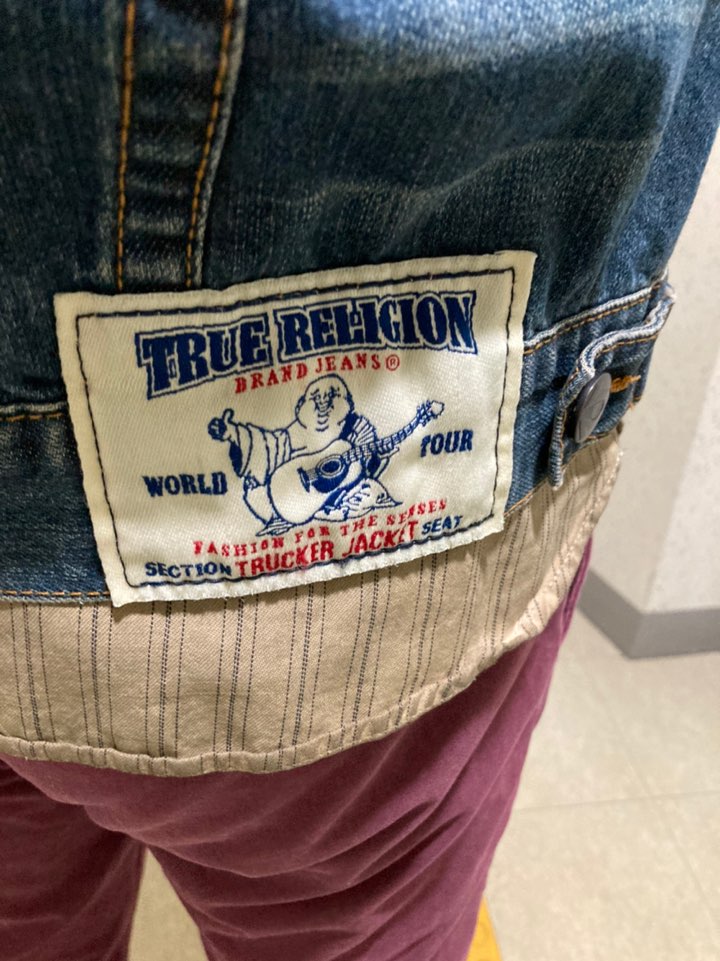 TRUE RELIGION
BRAND JEANS®
WORLD TOUR
FASHION FOR THE SENSES
SECTION TRUCKER JACKET SEAT